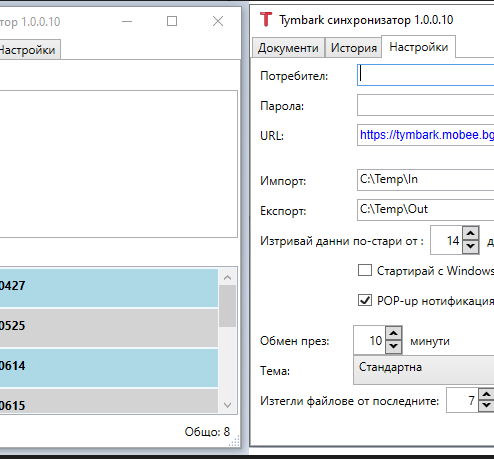 тор 1.0.0.10
Настройки
0427
0525
0614
0615
Общо: 8
Tymbark синхронизатор 1.0.0.10
Документи История Настройки
Потребител:
Парола:
URL: https://tymbark.mobee.bg
Импорт: C:\Temp\In
Експорт: C:\Temp\Out
Изтривай данни по-стари от : 14 д
Стартирай с Windows
POP-up нотификация
Обмен през: 10 минути
Тема: Стандартна
Изтегли файлове от последните: 7